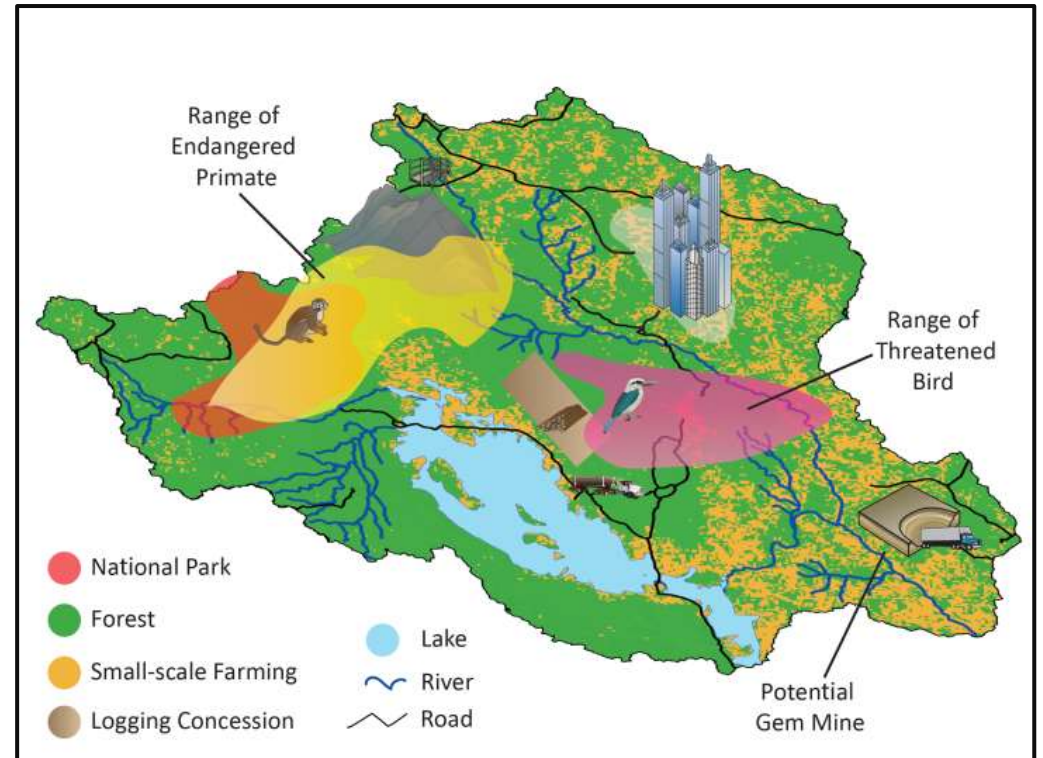 Range of
Endangered
Primate
Range of
Threatened
Bird
National Park
Forest
Small-scale Farming
Logging Concession
Lake
River
Road
Potential
Gem Mine